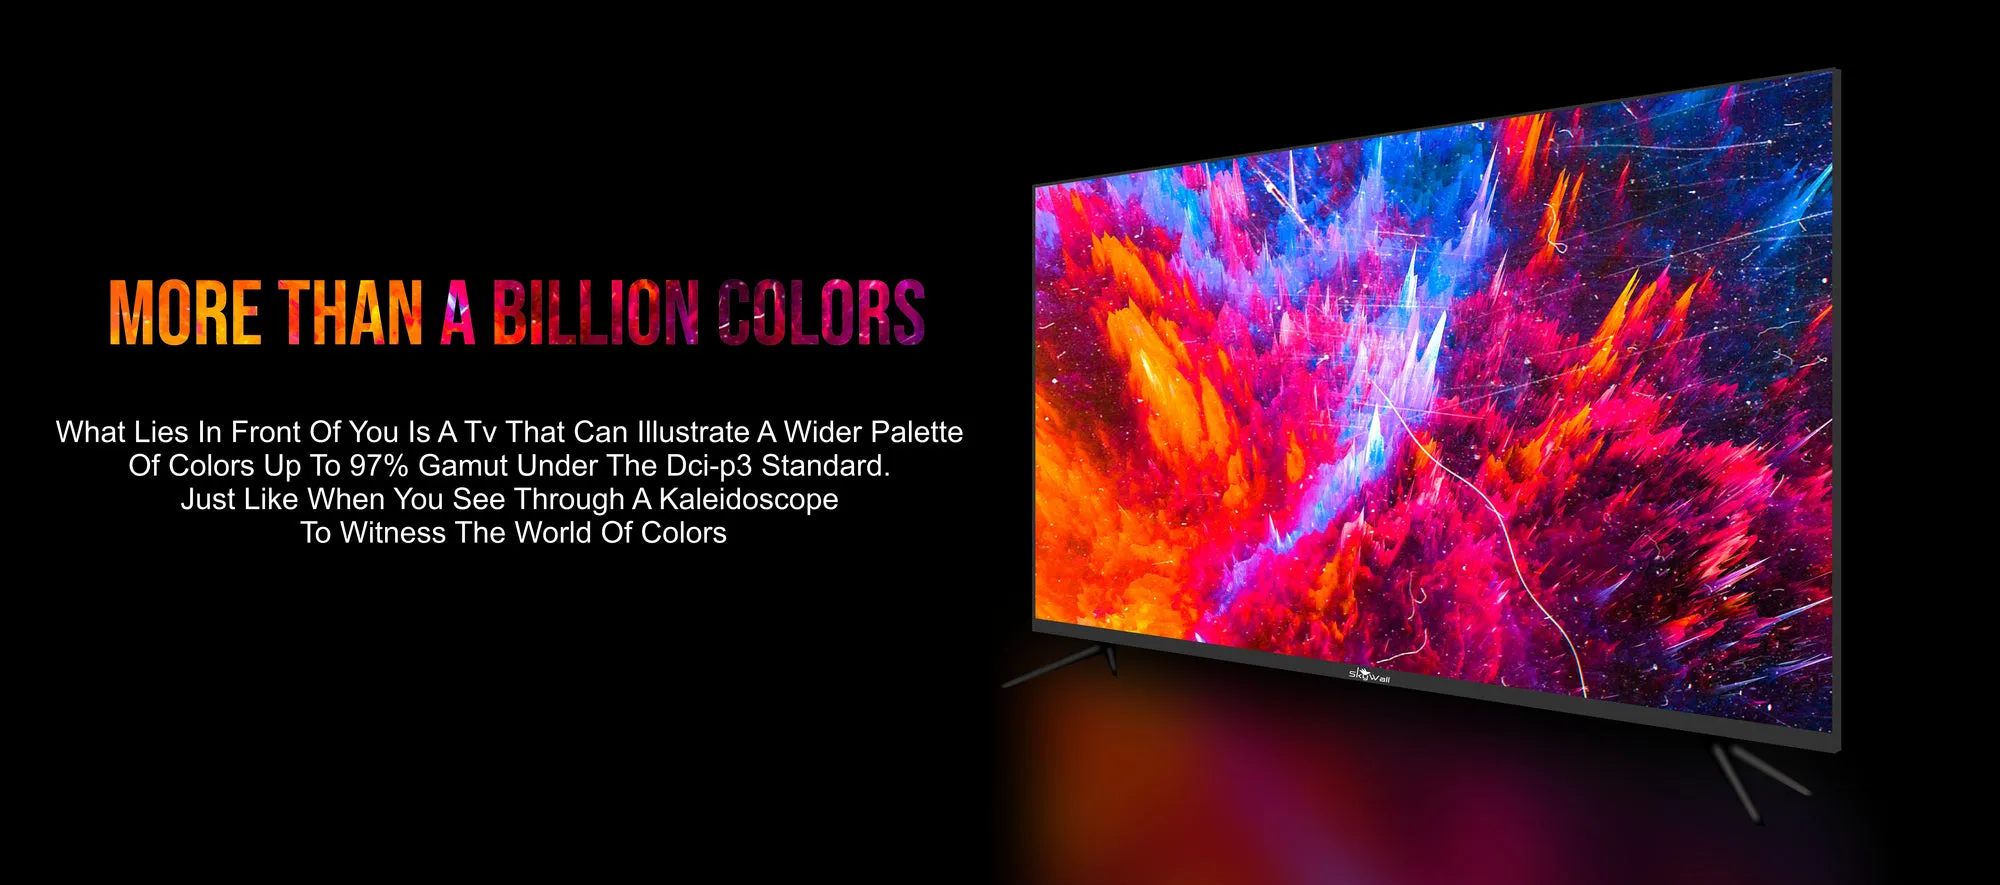 MORE THAN A BILLION COLORS
What Lies In Front Of You Is A Tv That Can Illustrate A Wider Palette
Of Colors Up To 97% Gamut Under The Dci-p3 Standard.
Just Like When You See Through A Kaleidoscope
To Witness The World Of Colors
SkyWall